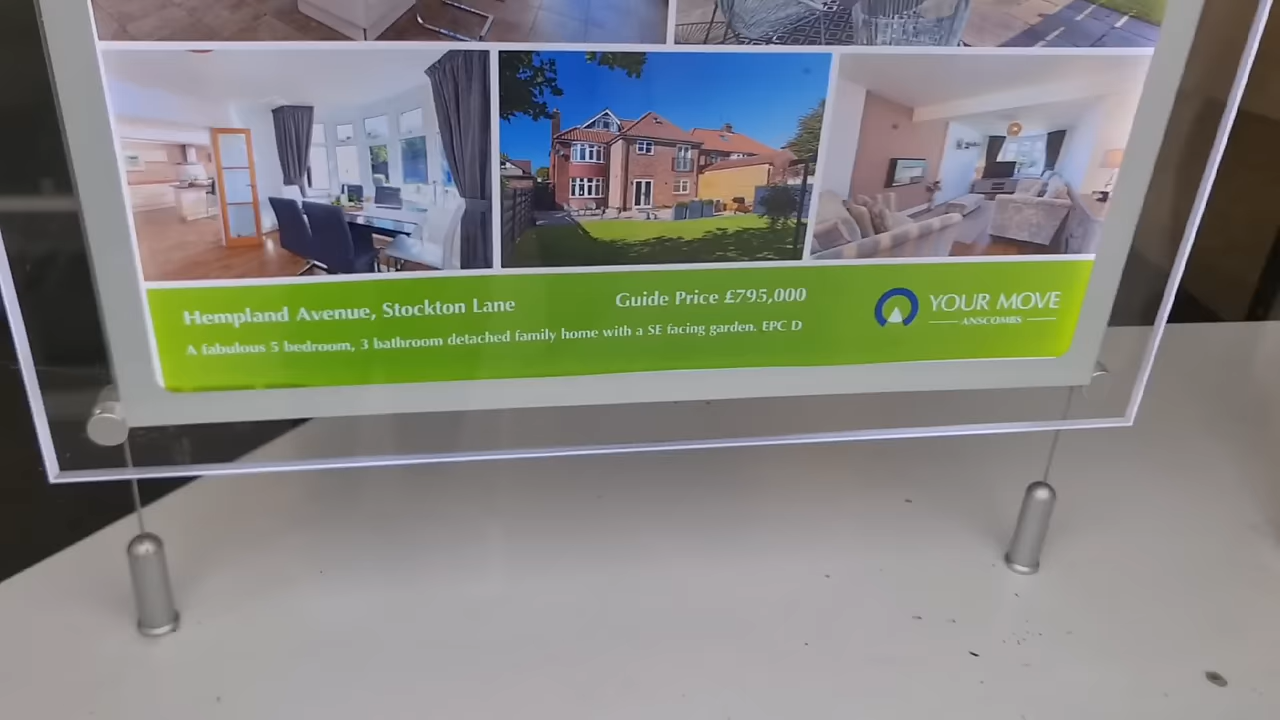 Hempland Avenue, Stockton Lane
Guide Price £795,000
A fabulous 5 bedroom, 3 bathroom detached family home with a SE facing garden. EPC D
YOUR MOVE
ANSCOMBS